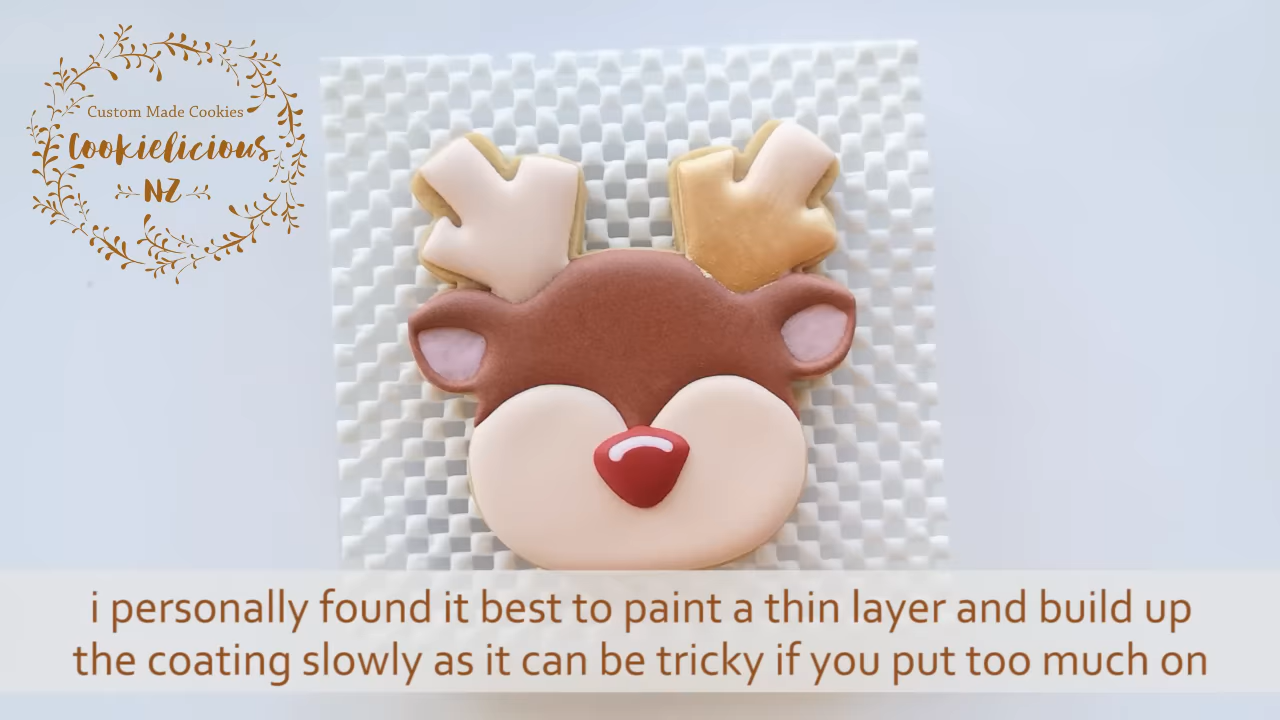 Custom Made Cookies
Cookielicious
NZ
i personally found it best to paint a thin layer and build up
the coating slowly as it can be tricky if you put too much on